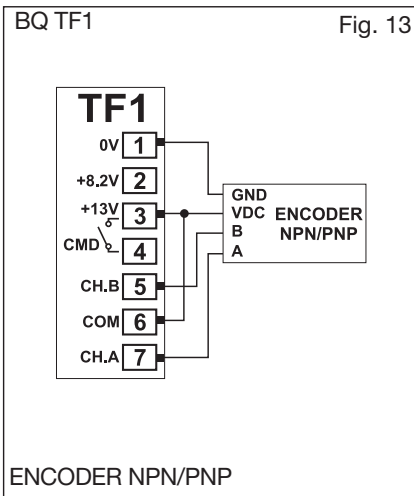 BQ TF1
Fig. 13
TF1
0V 1
+8.2V 2
+13V 3
CMD 4
CH.B 5
COM 6
CH.A 7
GND
VDC ENCODER
B NPN/PNP
A
ENCODER NPN/PNP